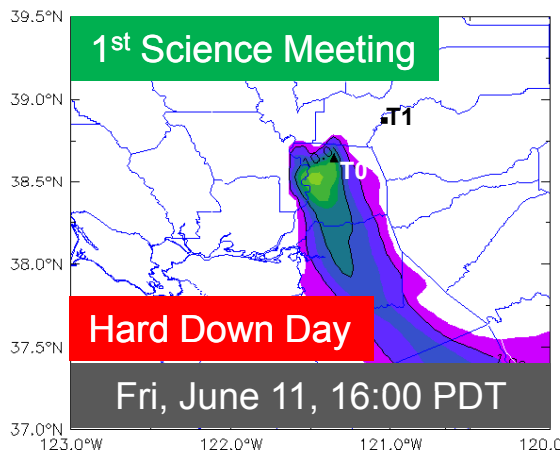 39.5°N
1st Science Meeting
39.0°N
T1
T0
38.5°N
38.0°N
Hard Down Day
37.5°N
Fri, June 11, 16:00 PDT
37.0°N
123.0°W 122.0°W 121.0°W 120.0